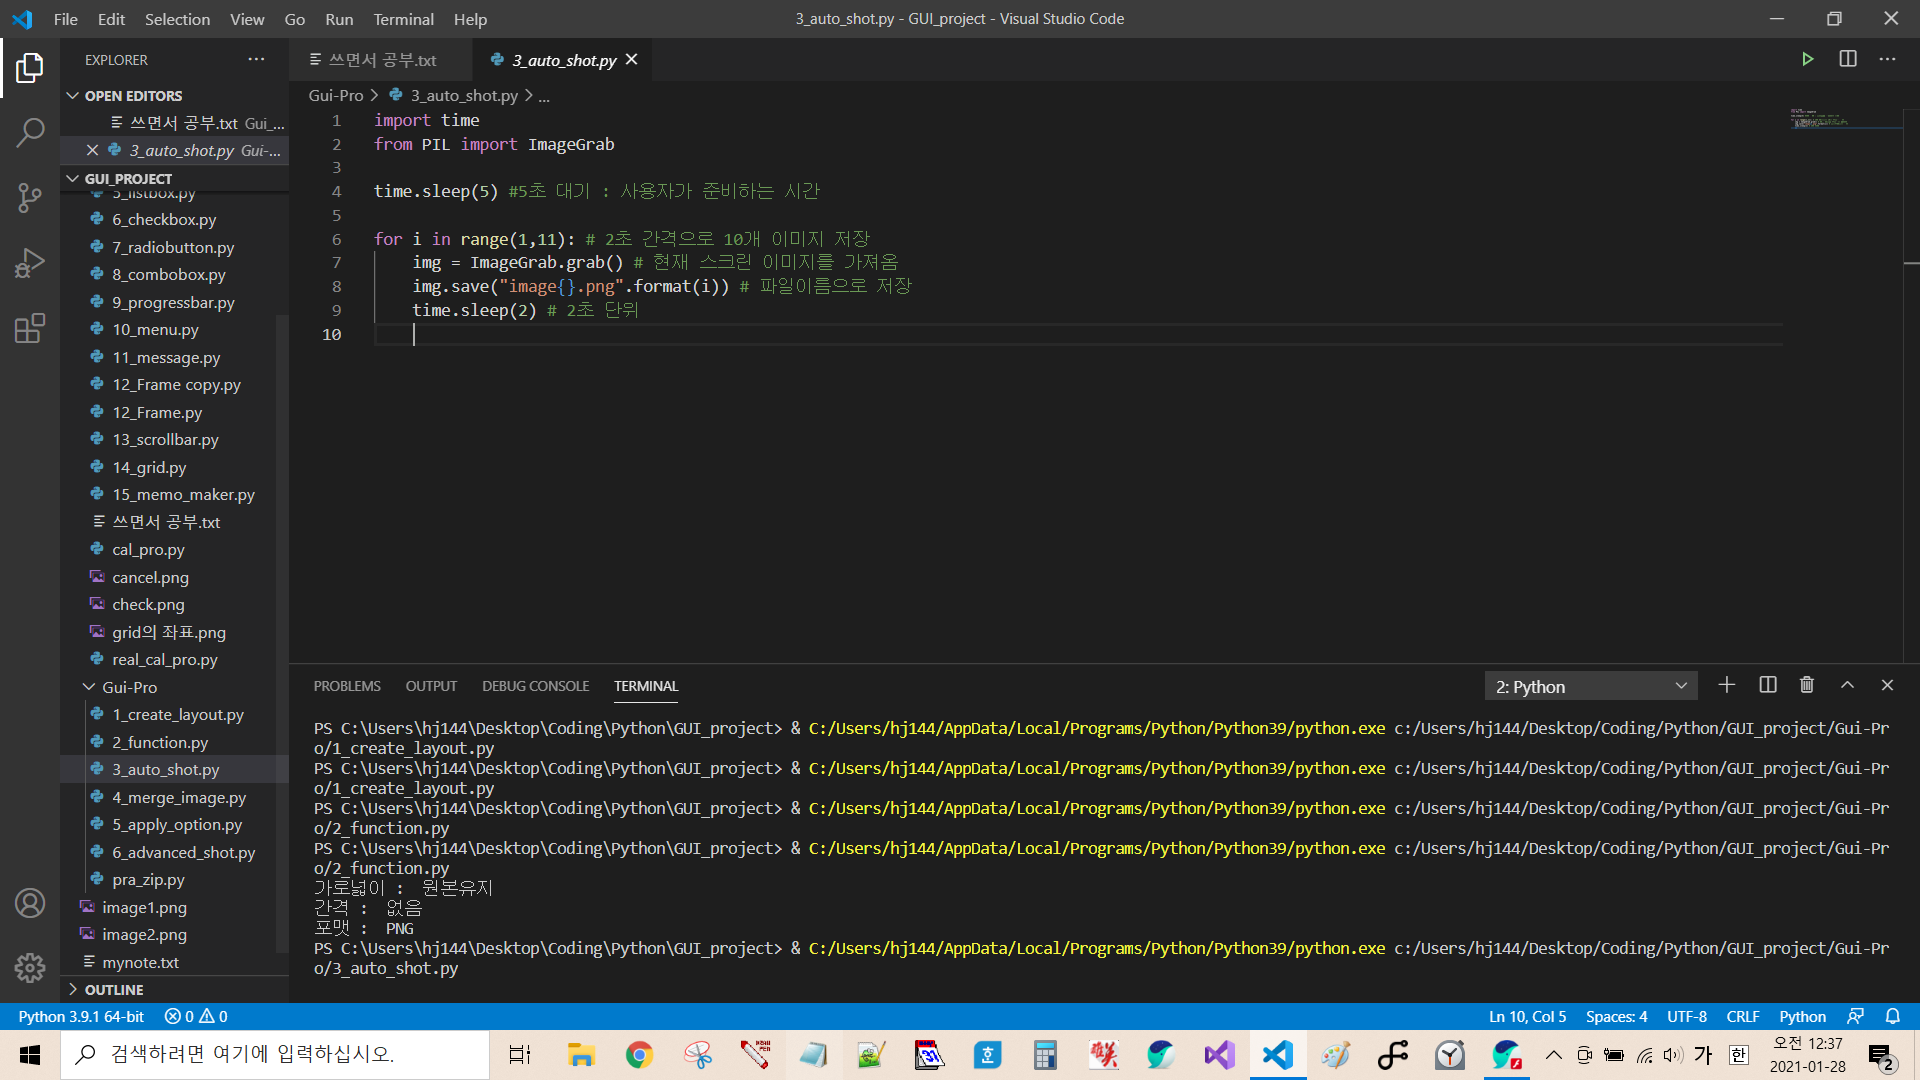 File Edit Selection View Go Run Terminal Help
3_auto_shot.py - GUI_project - Visual Studio Code
EXPLORER
쓰면서 공부.txt
3_auto_shot.py
OPEN EDITORS
Gui-Pro > 3_auto_shot.py > ...
쓰면서 공부.txt Gui_...
3_auto_shot.py Gui-...
GUI_PROJECT
5_listbox.py
6_checkbox.py
7_radiobutton.py
8_combobox.py
9_progressbar.py
10_menu.py
11_message.py
12_Frame copy.py
12_Frame.py
13_scrollbar.py
14_grid.py
15_memo_maker.py
쓰면서 공부.txt
cal_pro.py
cancel.png
check.png
grid의 좌표.png
real_cal_pro.py
Gui-Pro
1_create_layout.py
2_function.py
3_auto_shot.py
4_merge_image.py
5_apply_option.py
6_advanced_shot.py
pra_zip.py
image1.png
image2.png
mynote.txt
OUTLINE
1 import time
2 from PIL import ImageGrab
3
4 time.sleep(5) #5초 대기 : 사용자가 준비하는 시간
5
6 for i in range(1,11): # 2초 간격으로 10개 이미지 저장
7 img = ImageGrab.grab() # 현재 스크린 이미지를 가져옴
8 img.save("image{}.png".format(i)) # 파일이름으로 저장
9 time.sleep(2) # 2초 단위
10
PROBLEMS OUTPUT DEBUG CONSOLE TERMINAL
2: Python
PS C:\Users\hj144\Desktop\Coding\Python\GUI_project> & C:/Users/hj144/AppData/Local/Programs/Python/Python39/python.exe c:/Users/hj144/Desktop/Coding/Python/GUI_project/Gui-Pr
o/1_create_layout.py
PS C:\Users\hj144\Desktop\Coding\Python\GUI_project> & C:/Users/hj144/AppData/Local/Programs/Python/Python39/python.exe c:/Users/hj144/Desktop/Coding/Python/GUI_project/Gui-Pr
o/1_create_layout.py
PS C:\Users\hj144\Desktop\Coding\Python\GUI_project> & C:/Users/hj144/AppData/Local/Programs/Python/Python39/python.exe c:/Users/hj144/Desktop/Coding/Python/GUI_project/Gui-Pr
o/2_function.py
PS C:\Users\hj144\Desktop\Coding\Python\GUI_project> & C:/Users/hj144/AppData/Local/Programs/Python/Python39/python.exe c:/Users/hj144/Desktop/Coding/Python/GUI_project/Gui-Pr
o/2_function.py
가로넓이 : 원본유지
간격 : 없음
포맷 : PNG
PS C:\Users\hj144\Desktop\Coding\Python\GUI_project> & C:/Users/hj144/AppData/Local/Programs/Python/Python39/python.exe c:/Users/hj144/Desktop/Coding/Python/GUI_project/Gui-Pr
o/3_auto_shot.py
Python 3.9.1 64-bit 0 0
Ln 10, Col 5 Spaces: 4 UTF-8 CRLF Python
검색하려면 여기에 입력하십시오.
가 한
오전 12:37
2021-01-28
2